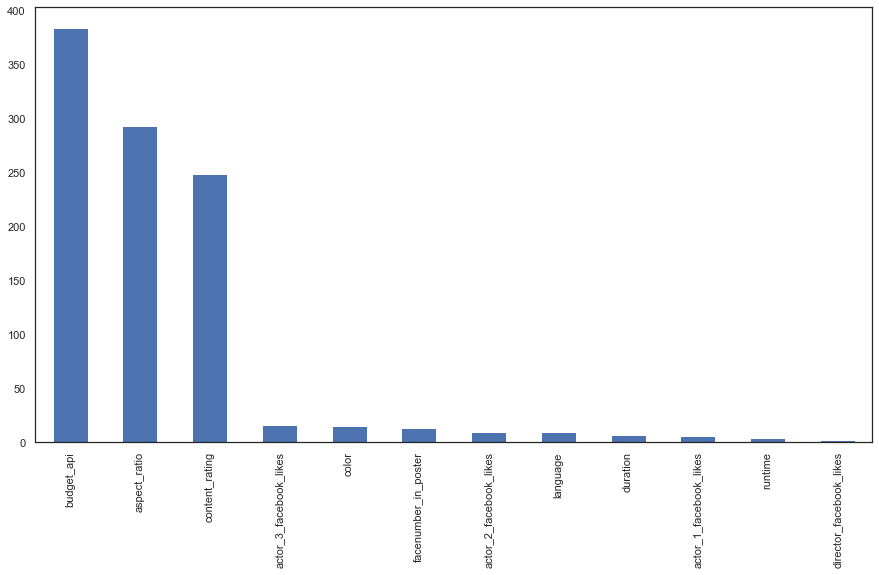 400
350
300
250
200
150
100
50
0
budget_api
aspect_ratio
content_rating
actor_3_facebook_likes
color
facenumber_in_poster
actor_2_facebook_likes
language
duration
actor_1_facebook_likes
runtime
director_facebook_likes